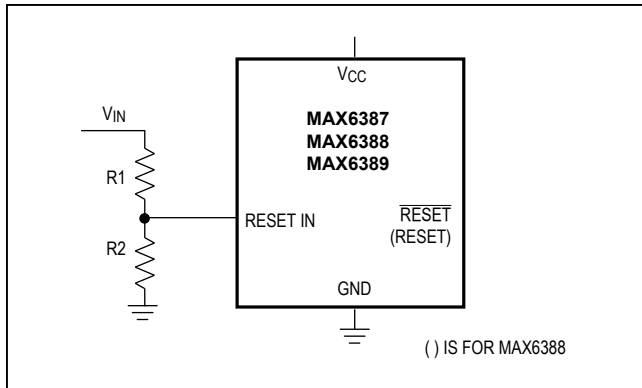 VCC
VIN
MAX6387
MAX6388
MAX6389
R1
RESET IN
RESET
(RESET)
R2
GND
( ) IS FOR MAX6388